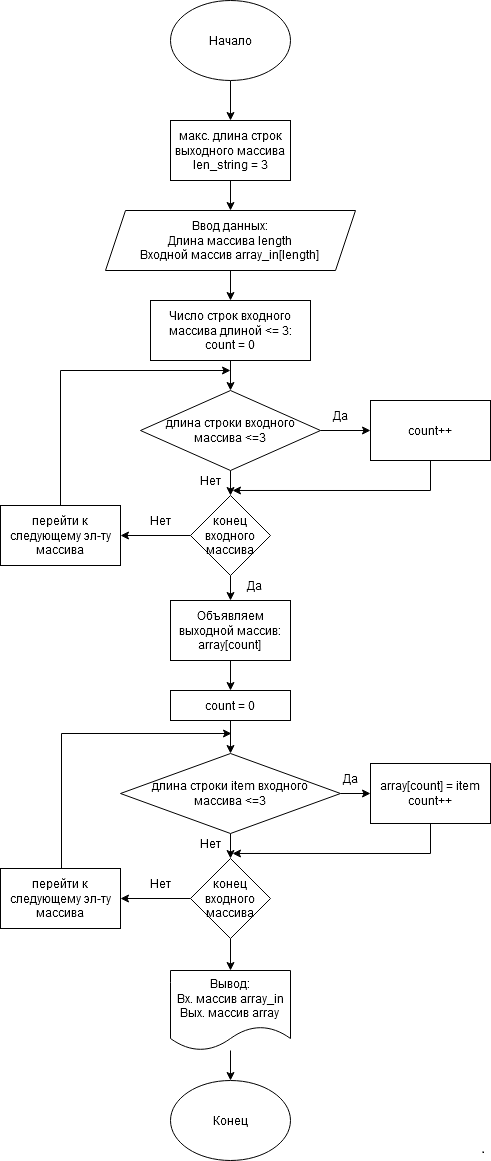 Начало
макс. длина строк
выходного массива
len_string = 3
Ввод данных:
Длина массива length
Входной массив array_in[length]
Число строк входного
массива длиной <= 3:
count = 0
длина строки входного
массива <=3
Да
count++
Нет
конец
входного
массива
Нет
перейти к
следующему эл-ту
массива
Да
Объявляем
выходной массив:
array[count]
count = 0
длина строки item входного
массива <=3
Да
array[count] = item
count++
Нет
конец
входного
массива
Нет
перейти к
следующему эл-ту
массива
Вывод:
Вх. массив array_in
Вых. массив array
Конец
.